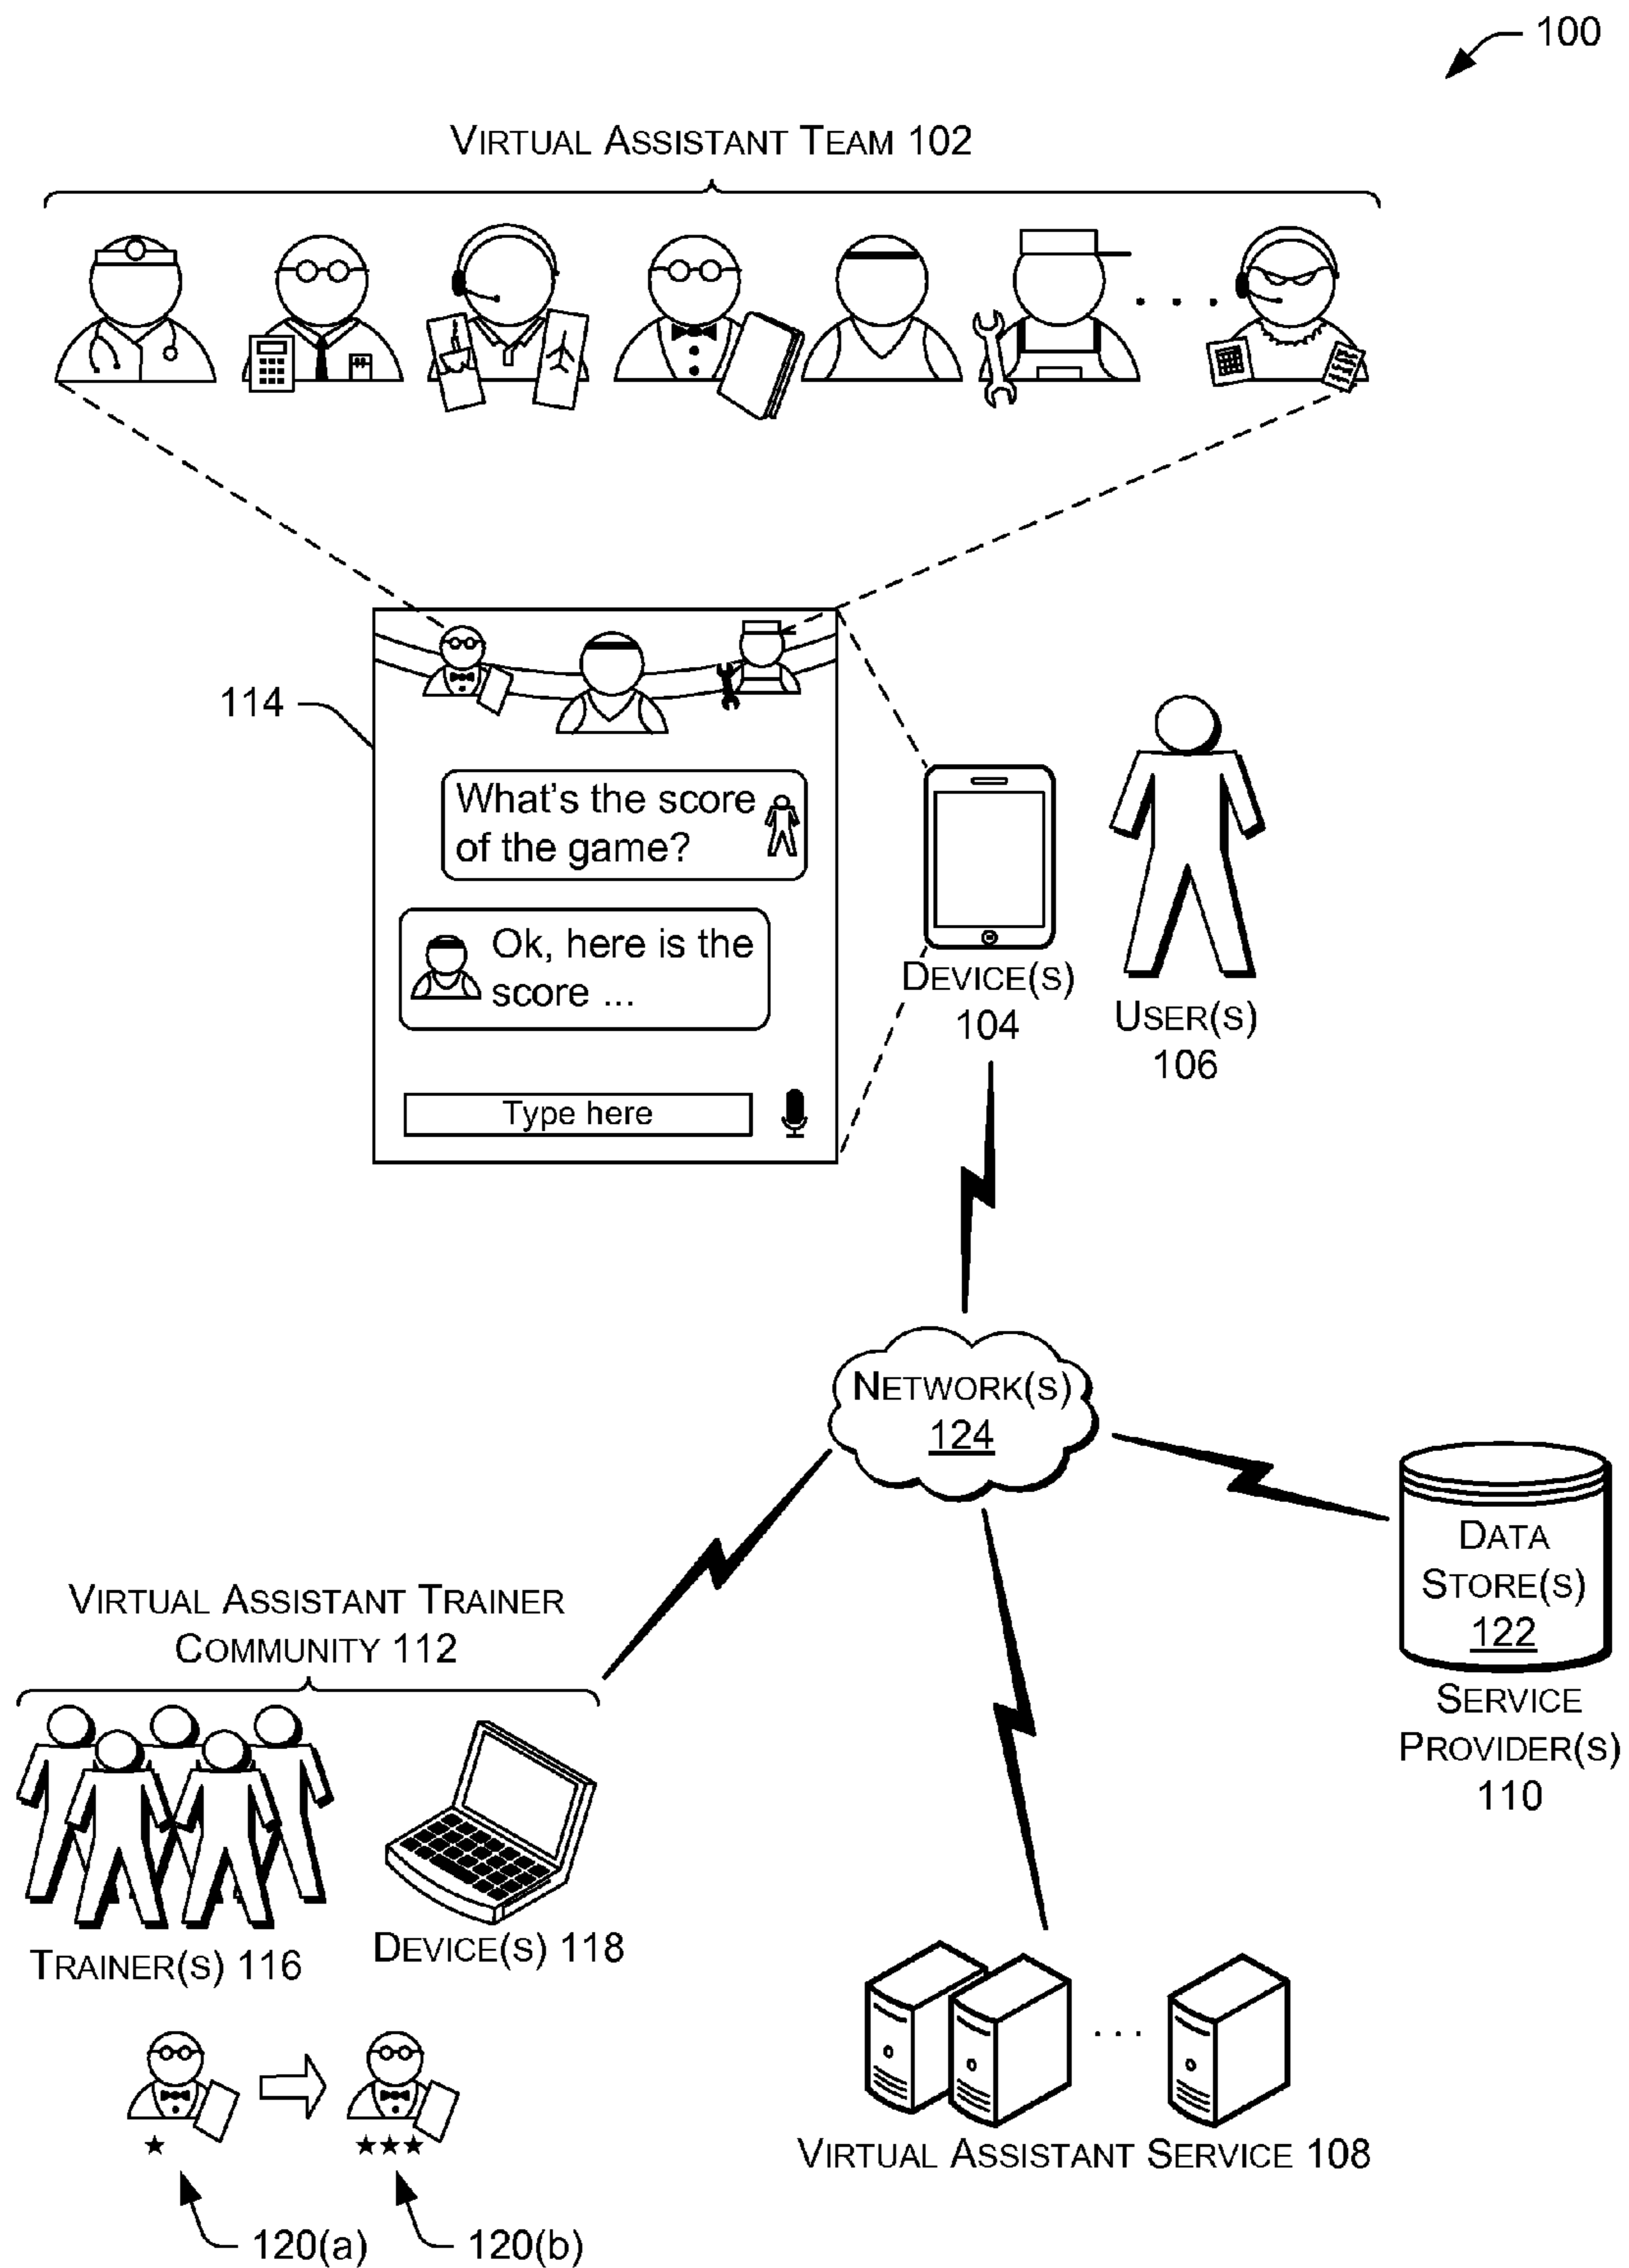 100
VIRTUAL ASSISTANT TEAM 102
114
What's the score
of the game?
Ok, here is the
score ...
Type here
DEVICE(S)
104
USER(S)
106
NETWORK(S)
124
DATA
STORE(S)
122
SERVICE
PROVIDER(S)
110
VIRTUAL ASSISTANT TRAINER
COMMUNITY 112
TRAINER(S) 116
DEVICE(S) 118
VIRTUAL ASSISTANT SERVICE 108
120(a)
120(b)